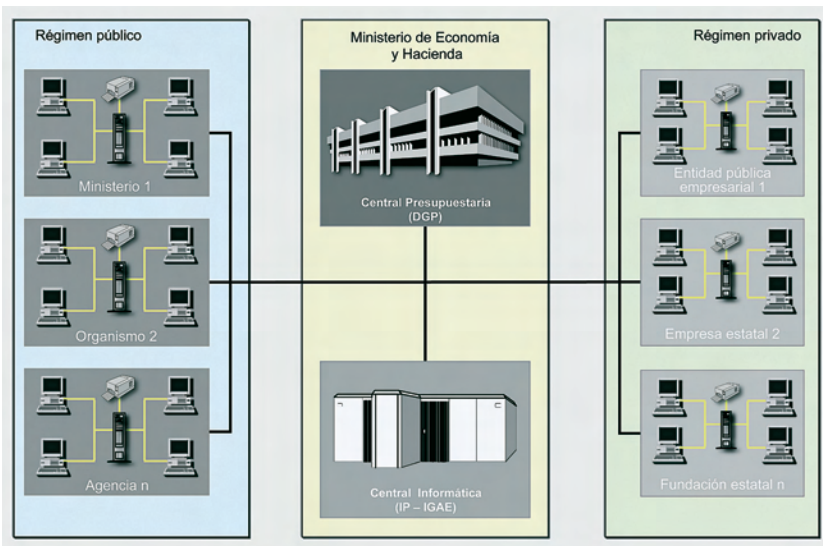 Régimen público
Ministerio 1
Organismo 2
Agencia n
Ministerio de Economía
y Hacienda
Central Presupuestaria
(DGP)
Central Informática
(IP – IGAE)
Régimen privado
Entidad pública
empresarial 1
Empresa estatal 2
Fundación estatal n